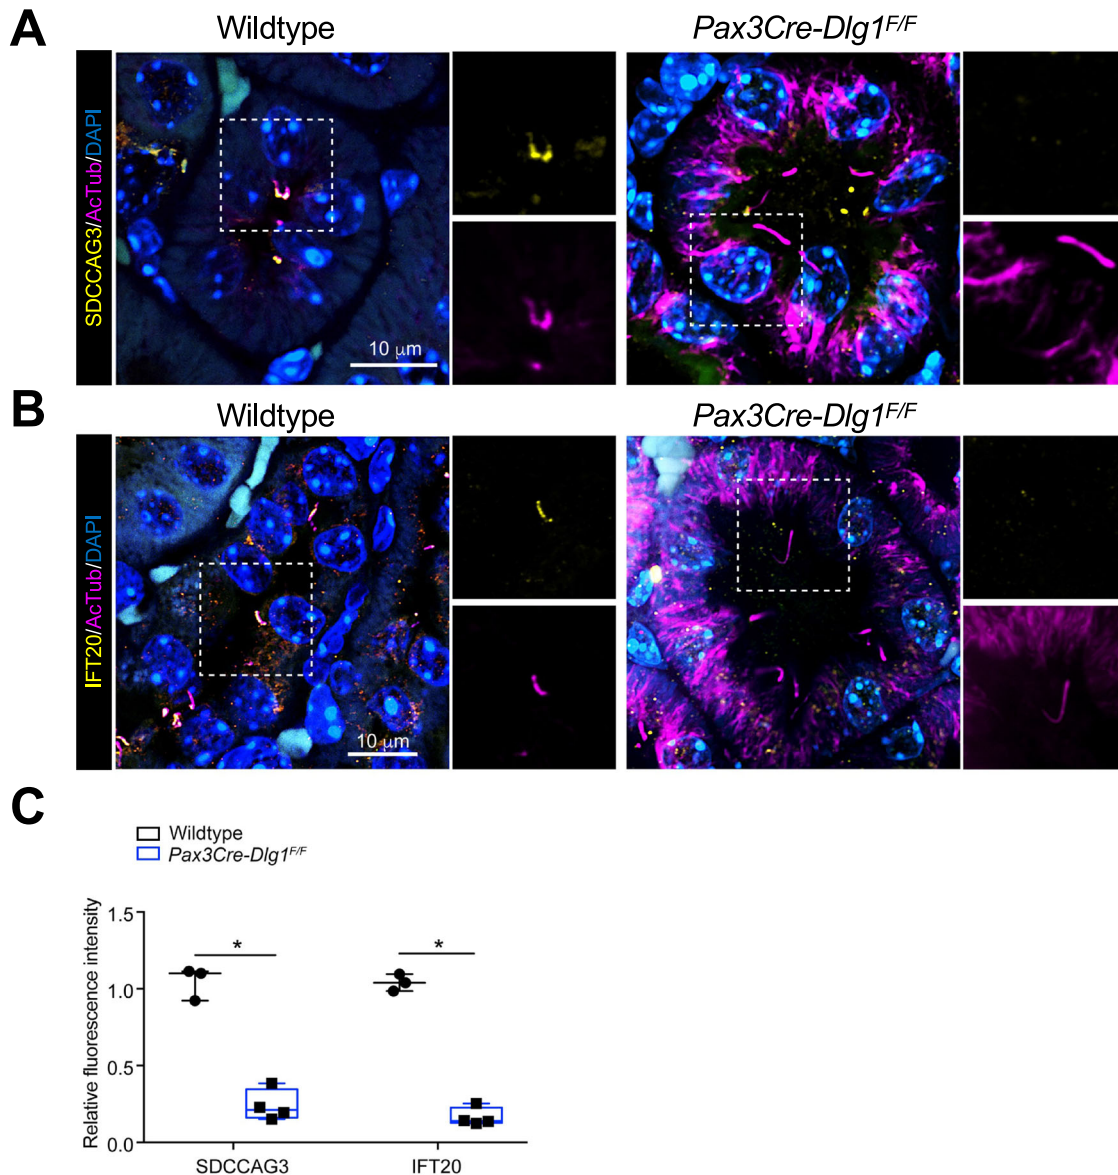 A
Wildtype
Pax3Cre-Dlg1F/F
SDCCAG3/AcTub/DAPI
10 μm
B
Wildtype
Pax3Cre-Dlg1F/F
IFT20/AcTub/DAPI
10 μm
C
Wildtype
Pax3Cre-Dlg1F/F
Relative fluorescence intensity
1.5
1.0
0.5
0.0
*
*
SDCCAG3
IFT20